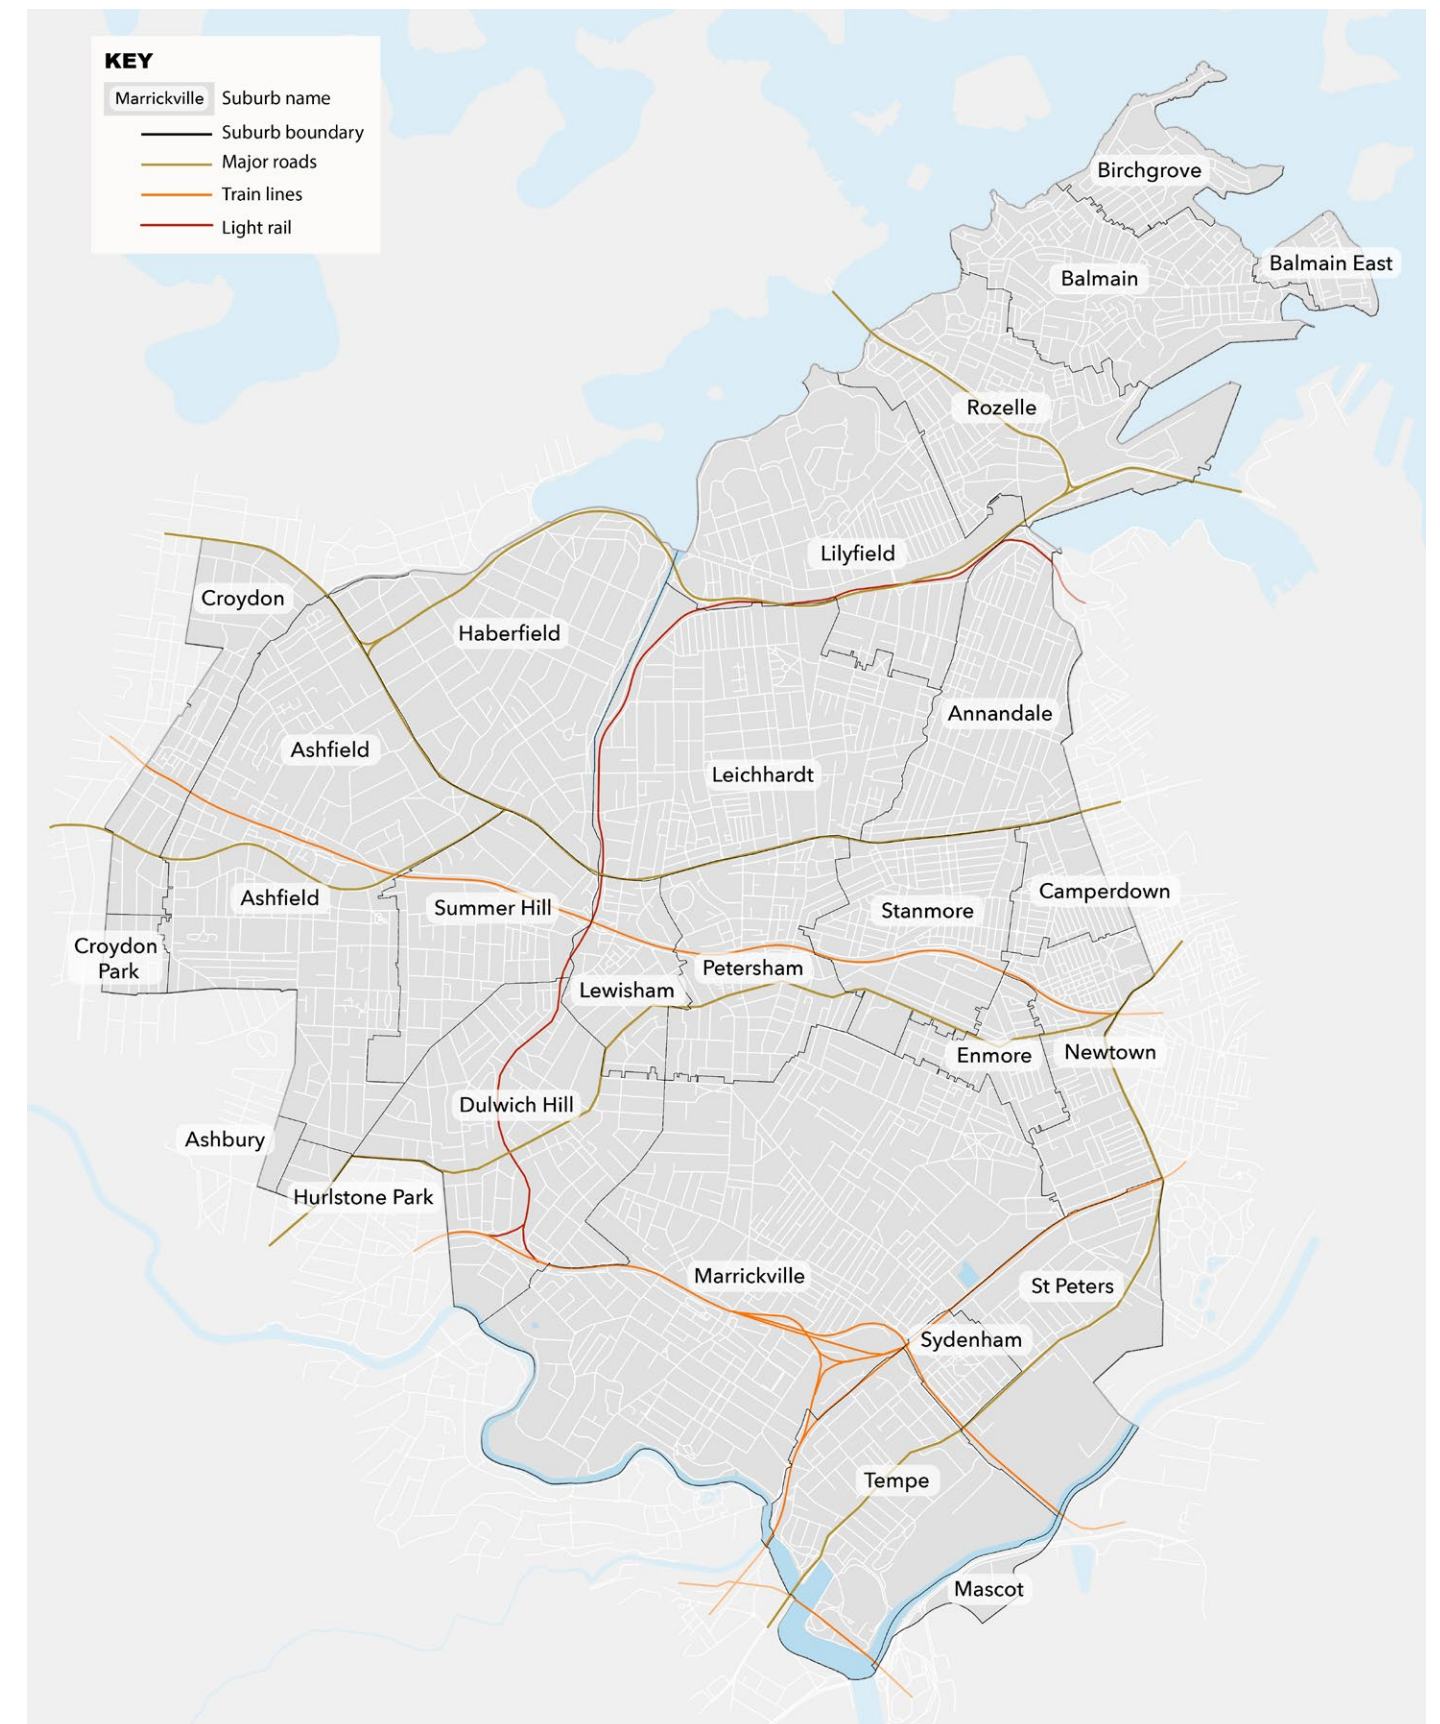 KEY
Marrickville
Suburb name
Suburb boundary
Major roads
Train lines
Light rail
Birchgrove
Balmain East
Balmain
Rozelle
Lilyfield
Croydon
Haberfield
Annandale
Ashfield
Leichhardt
Camperdown
Ashfield
Summer Hill
Stanmore
Croydon
Park
Petersham
Lewisham
Enmore
Newtown
Dulwich Hill
Ashbury
Hurlstone Park
Marrickville
St Peters
Sydenham
Tempe
Mascot